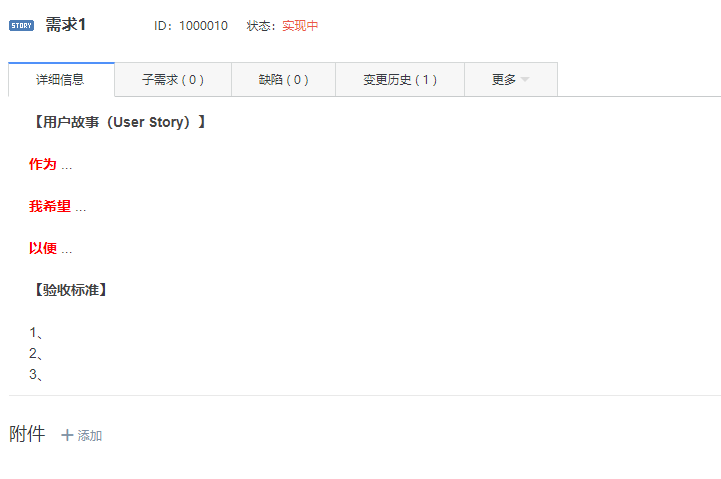 STORY 需求1 ID：1000010 状态：实现中
详细信息 子需求 ( 0 ) 缺陷 ( 0 ) 变更历史 ( 1 ) 更多
【用户故事（User Story）】
作为 ...
我希望 ...
以便 ...
【验收标准】
1、
2、
3、
附件 添加